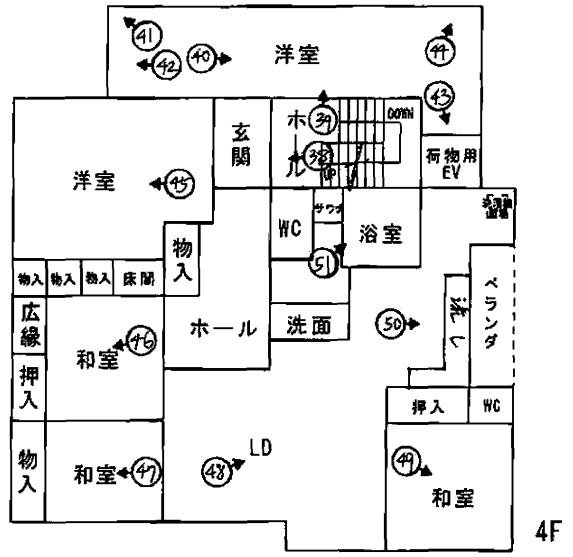 41
40
42
洋室
44
43
玄関
ホール
39
38
DOWN
UP
荷物用
EV
洋室
45
物入
WC
サウナ
浴室
51
物入
物入
物入
床間
広縁
ホール
洗面
50
流し
ベランダ
和室
46
押入
押入
WC
物入
和室
47
48
LD
49
和室
4F